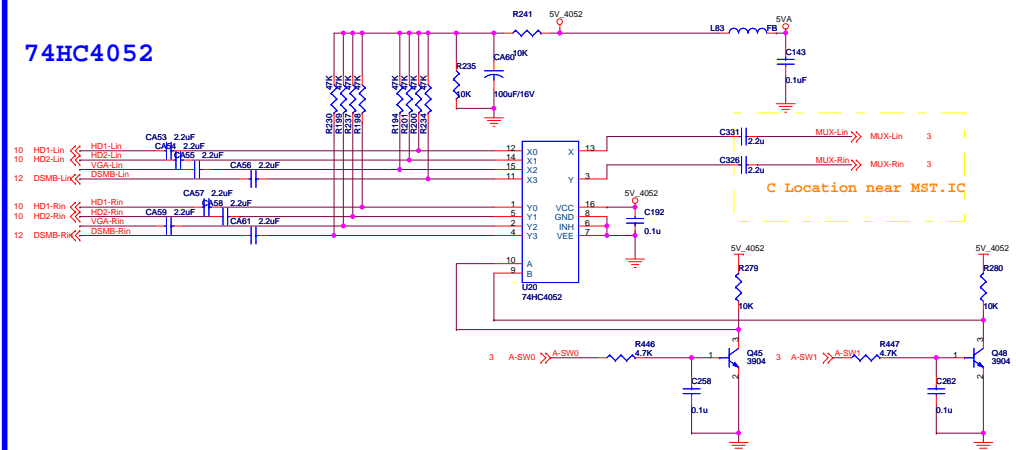 74HC4052
R241
10K
5V_4052
L83
FB
5VA
C143
0.1uF
R235
10K
CA60
100uF/16V
47K
47K
47K
47K
47K
47K
47K
47K
R230
R199
R237
R198
R194
R201
R200
R234
10 HD1-Lin HD1-Lin CA53 2.2uF
10 HD2-Lin HD2-Lin CA54 2.2uF
VGA-Lin CA55 2.2uF
12 DSMB-Lin DSMB-Lin CA56 2.2uF
10 HD1-Rin HD1-Rin CA57 2.2uF
10 HD2-Rin HD2-Rin CA58 2.2uF
VGA-Rin CA59 2.2uF
12 DSMB-Rin DSMB-Rin CA61 2.2uF
12 X0
14 X1
15 X2
11 X3
1 Y0
5 Y1
2 Y2
4 Y3
10 A
9 B
X 13
Y 3
VCC 16
GND 8
INH 6
VEE 7
U20
74HC4052
5V_4052
C192
0.1u
C331
2.2u
MUX-Lin MUX-Lin 3
C326
2.2u
MUX-Rin MUX-Rin 3
C Location near MST.IC
5V_4052
R279
10K
5V_4052
R280
10K
3 A-SW0 A-SW0
R446
4.7K
C258
0.1u
1
3
2
Q45
3904
3 A-SW1 A-SW1
R447
4.7K
C262
0.1u
1
3
2
Q48
3904